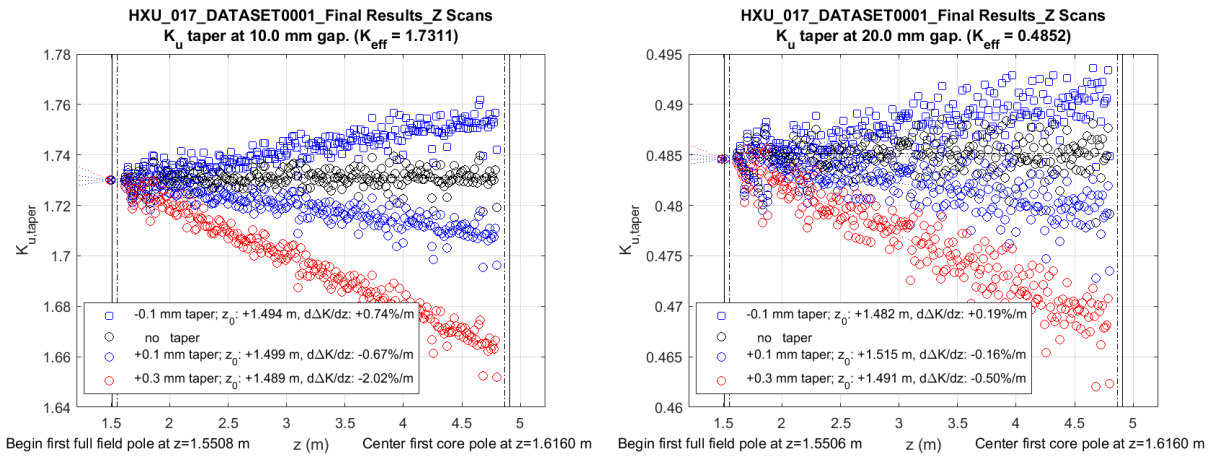 HXU_017_DATASET0001_Final Results_Z Scans
K_u taper at 10.0 mm gap. (K_eff = 1.7311)
1.78
1.76
1.74
1.72
1.7
1.68
1.66
1.64
K_u,taper
-0.1 mm taper; z_0: +1.494 m, dΔK/dz: +0.74%/m
no taper
+0.1 mm taper; z_0: +1.499 m, dΔK/dz: -0.67%/m
+0.3 mm taper; z_0: +1.489 m, dΔK/dz: -2.02%/m
1.5 2 2.5 3 3.5 4 4.5 5
Begin first full field pole at z=1.5508 m z (m) Center first core pole at z=1.6160 m
HXU_017_DATASET0001_Final Results_Z Scans
K_u taper at 20.0 mm gap. (K_eff = 0.4852)
0.495
0.49
0.485
0.48
0.475
0.47
0.465
0.46
K_u,taper
-0.1 mm taper; z_0: +1.482 m, dΔK/dz: +0.19%/m
no taper
+0.1 mm taper; z_0: +1.515 m, dΔK/dz: -0.16%/m
+0.3 mm taper; z_0: +1.491 m, dΔK/dz: -0.50%/m
1.5 2 2.5 3 3.5 4 4.5 5
Begin first full field pole at z=1.5506 m z (m) Center first core pole at z=1.6160 m